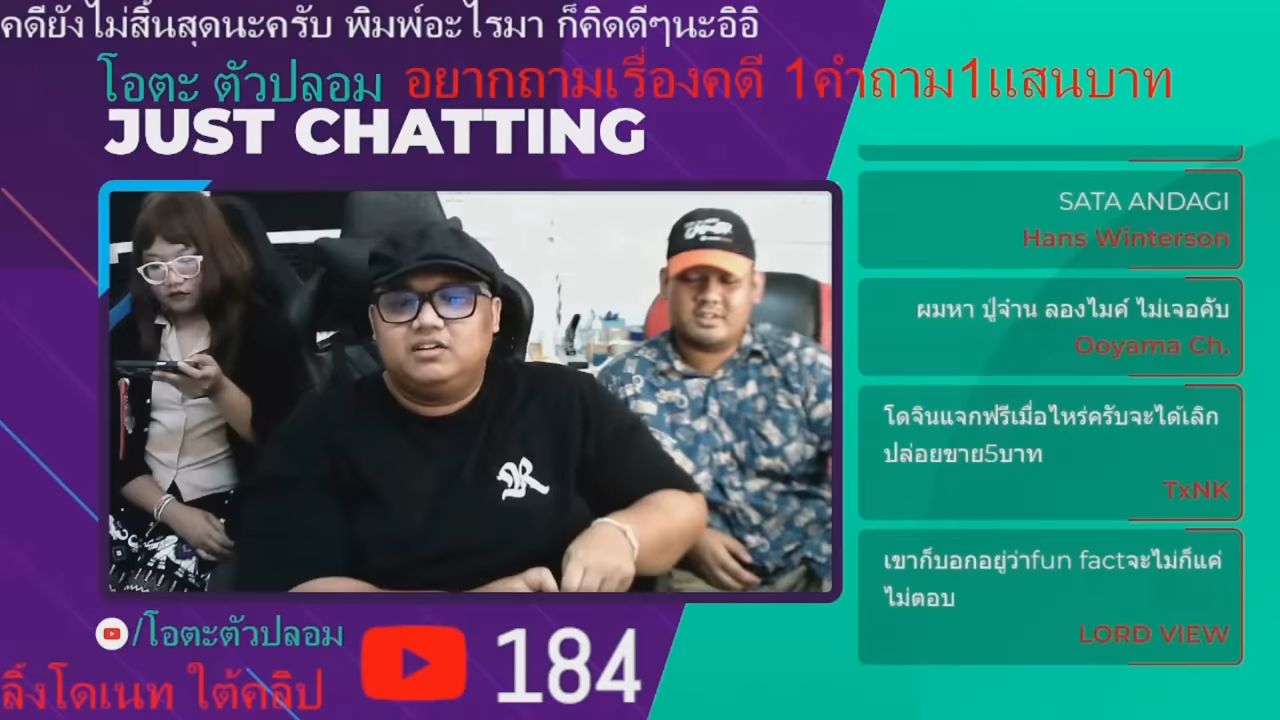 คดียังไม่สิ้นสุดนะครับ พิมพ์อะไรมา ก็คิดดีๆนะอิอิ
โอตะ ตัวปลอม อยากถามเรื่องคดี 1คำถาม1แสนบาท
JUST CHATTING
SATA ANDAGI
Hans Winterson
ผมหา ปู่จ๋าน ลองไมค์ ไม่เจอคับ
Ooyama Ch.
โดจินแจกฟรีเมื่อไหร่ครับจะได้เลิก
ปล่อยขาย5บาท
TxNK
เขาก็บอกอยู่ว่าfun factจะไม่ก็แค่
ไม่ตอบ
LORD VIEW
/โอตะตัวปลอม
184
ลิ้งโดเนท ใต้คลิป